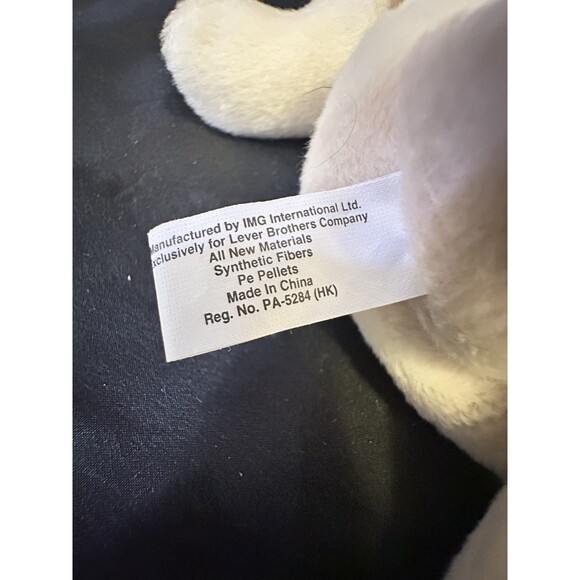 Manufactured by IMG International Ltd.
Exclusively for Lever Brothers Company
All New Materials
Synthetic Fibers
Pe Pellets
Made In China
Reg. No. PA-5284 (HK)